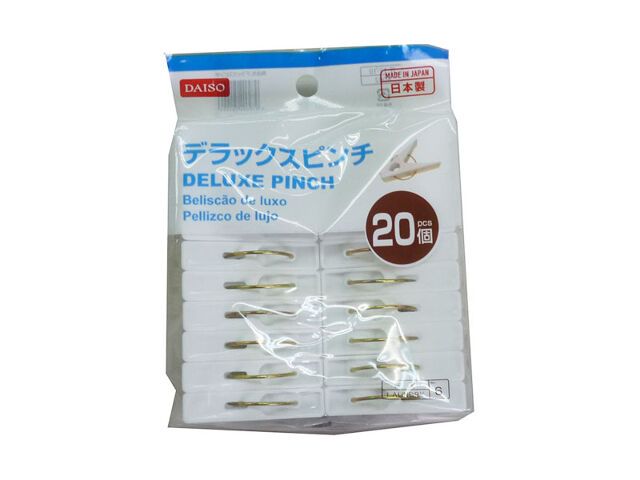 DAISO
MADE IN JAPAN
日本製
デラックスピンチ
DELUXE PINCH
Beliscão de luxo
Pellizco de lujo
20
pcs
個
LAUNDRY
S